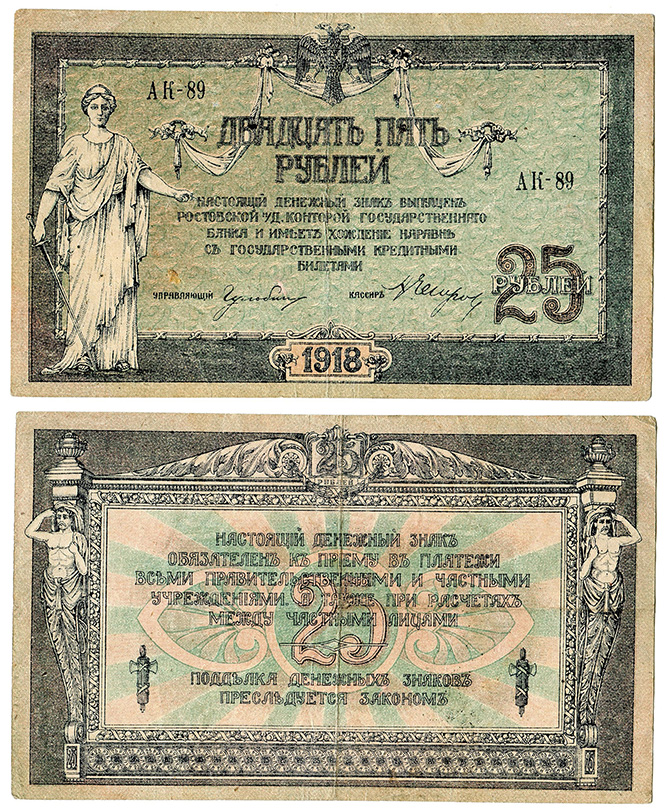 АК-89
ДВАДЦАТЬ ПЯТЬ
РУБЛЕЙ
АК-89
НАСТОЯЩІЙ ДЕНЕЖНЫЙ ЗНАКЪ ВЫПУЩЕНЪ
РОСТОВСКОЙ н/Д. КОНТОРОЙ ГОСУДАРСТВЕННАГО
БАНКА И ИМѢЕТЪ ХОЖДЕНІЕ НАРАВНѢ
СЪ ГОСУДАРСТВЕННЫМИ КРЕДИТНЫМИ
БИЛЕТАМИ
25
РУБЛЕЙ
УПРАВЛЯЮЩІЙ
КАССИРЪ
1918
25
РУБЛЕЙ
НАСТОЯЩІЙ ДЕНЕЖНЫЙ ЗНАКЪ
ОБЯЗАТЕЛЕНЪ КЪ ПРІЕМУ ВЪ ПЛАТЕЖИ
ВСѢМИ ПРАВИТЕЛЬСТВЕННЫМИ И ЧАСТНЫМИ
УЧРЕЖДЕНІЯМИ, А ТАКЖЕ ПРИ РАСЧЕТАХЪ
МЕЖДУ ЧАСТНЫМИ ЛИЦАМИ
25
ПОДДѢЛКА ДЕНЕЖНЫХЪ ЗНАКОВЪ
ПРЕСЛѢДУЕТСЯ ЗАКОНОМЪ